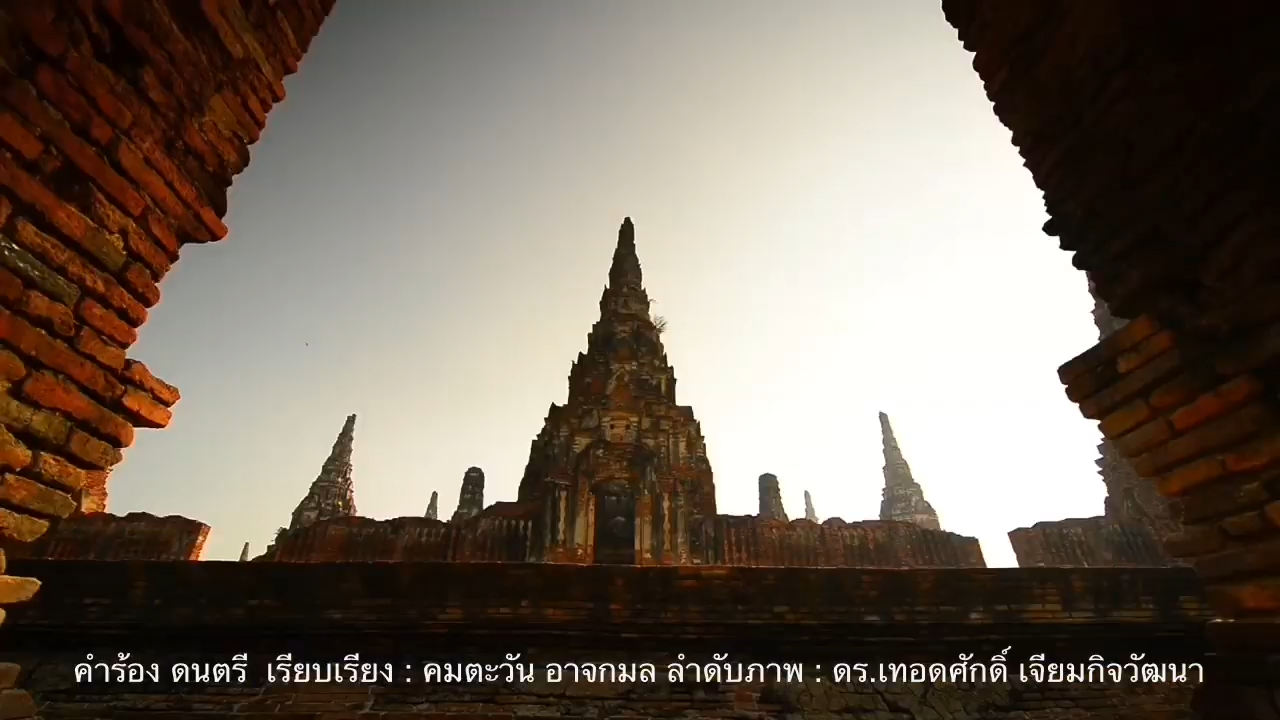 คำร้อง ดนตรี  เรียบเรียง : คมตะวัน อาจกมล ลำดับภาพ : ดร.เทอดศักดิ์ เจียมกิจวัฒนา